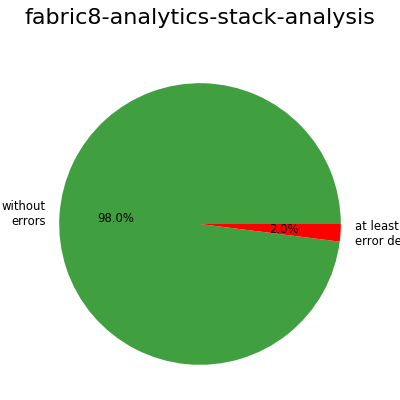 fabric8-analytics-stack-analysis
without
errors
98.0%
2.0%
at least
error de